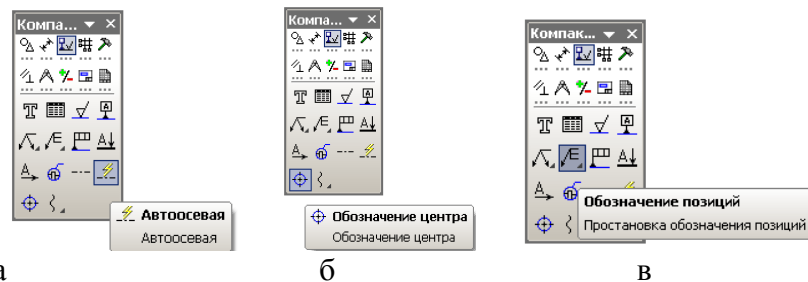 Компа...
Автоосевая
Автоосевая
Компа...
Обозначение центра
Обозначение центра
Компак...
Обозначение позиций
Простановка обозначения позиций
а б в